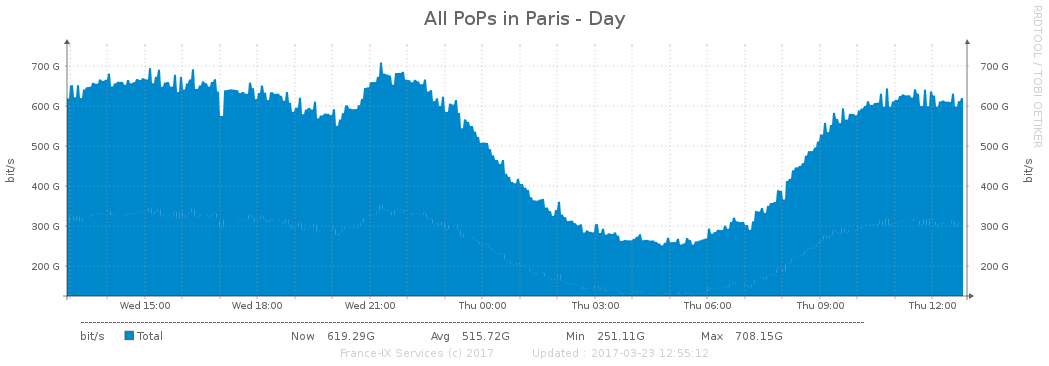 All PoPs in Paris - Day
RRDTOOL / TOBI OETIKER
bit/s
700 G
600 G
500 G
400 G
300 G
200 G
700 G
600 G
500 G
400 G
300 G
200 G
bit/s
Wed 15:00 Wed 18:00 Wed 21:00 Thu 00:00 Thu 03:00 Thu 06:00 Thu 09:00 Thu 12:00
bit/s Total Now 619.29G Avg 515.72G Min 251.11G Max 708.15G
France-IX Services (c) 2017 Updated : 2017-03-23 12:55:12